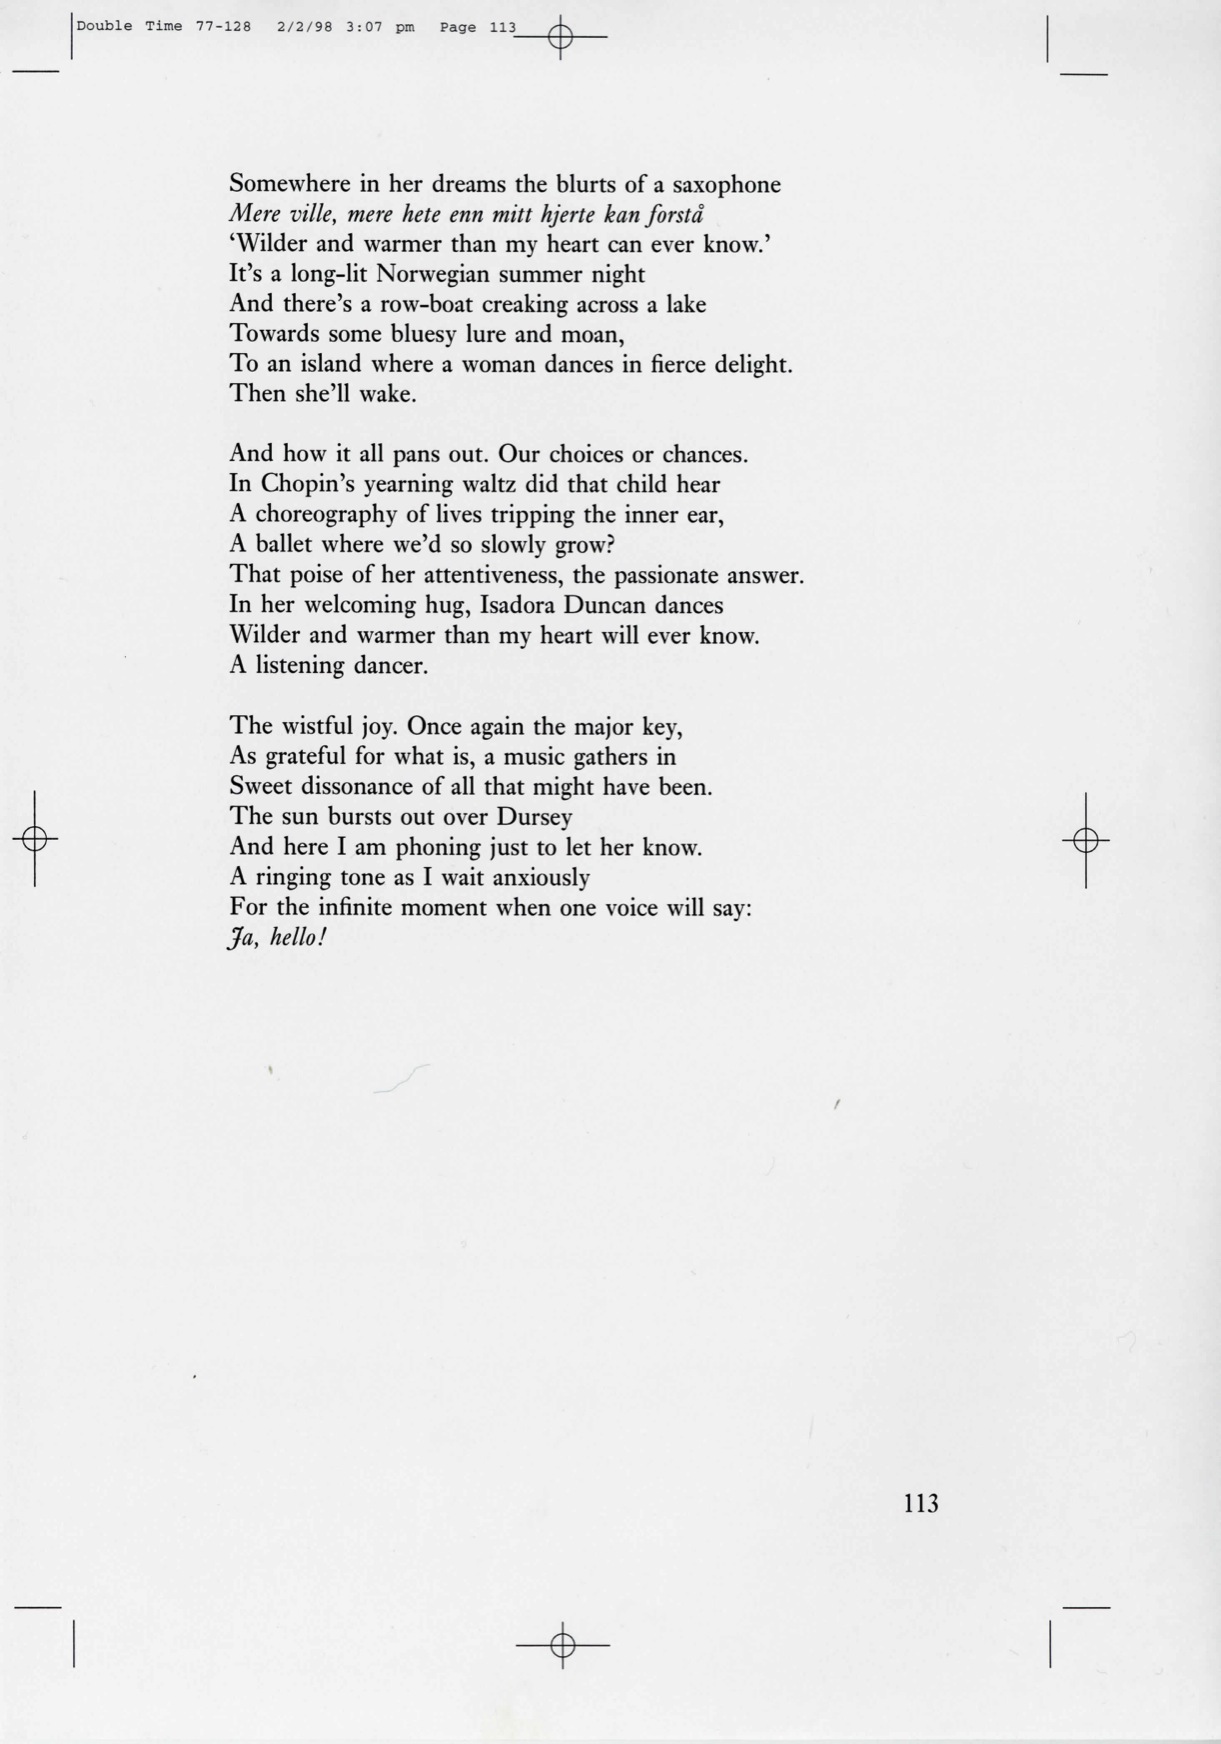 Double Time 77-128 2/2/98 3:07 pm Page 113
Somewhere in her dreams the blurts of a saxophone
Mere ville, mere hete enn mitt hjerte kan forstå
‘Wilder and warmer than my heart can ever know.’
It’s a long-lit Norwegian summer night
And there’s a row-boat creaking across a lake
Towards some bluesy lure and moan,
To an island where a woman dances in fierce delight.
Then she’ll wake.

And how it all pans out. Our choices or chances.
In Chopin’s yearning waltz did that child hear
A choreography of lives tripping the inner ear,
A ballet where we’d so slowly grow?
That poise of her attentiveness, the passionate answer.
In her welcoming hug, Isadora Duncan dances
Wilder and warmer than my heart will ever know.
A listening dancer.

The wistful joy. Once again the major key,
As grateful for what is, a music gathers in
Sweet dissonance of all that might have been.
The sun bursts out over Dursey
And here I am phoning just to let her know.
A ringing tone as I wait anxiously
For the infinite moment when one voice will say:
Ja, hello!

113